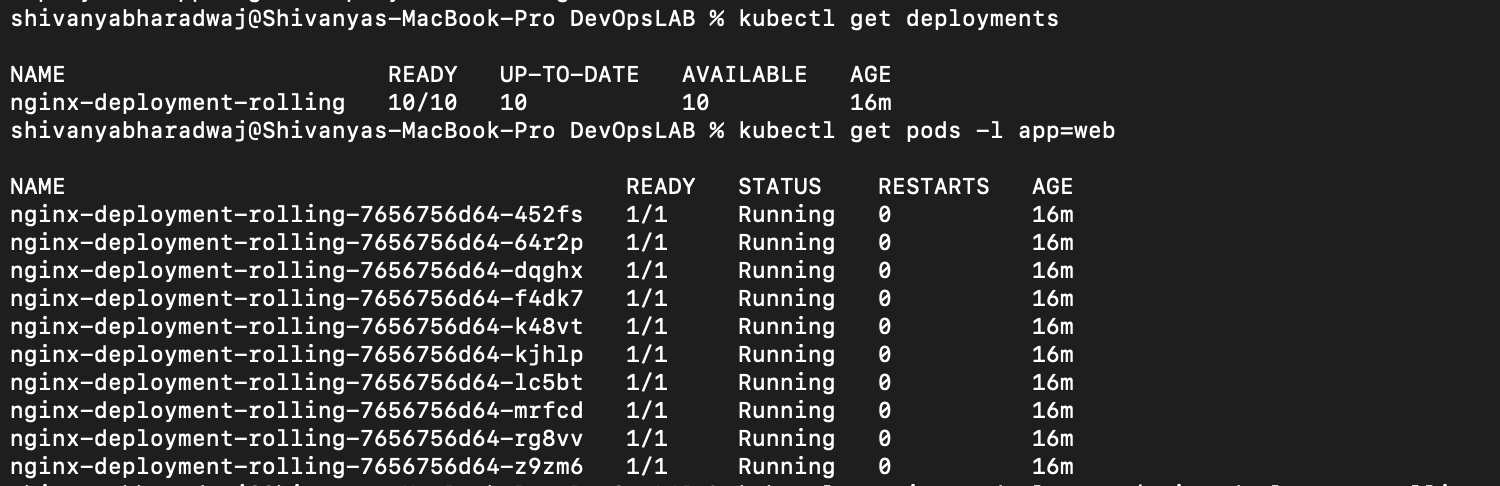 shivanyabharadwaj@Shivanyas-MacBook-Pro DevOpsLAB % kubectl get deployments
NAME READY UP-TO-DATE AVAILABLE AGE
nginx-deployment-rolling 10/10 10 10 16m
shivanyabharadwaj@Shivanyas-MacBook-Pro DevOpsLAB % kubectl get pods -l app=web
NAME READY STATUS RESTARTS AGE
nginx-deployment-rolling-7656756d64-452fs 1/1 Running 0 16m
nginx-deployment-rolling-7656756d64-64r2p 1/1 Running 0 16m
nginx-deployment-rolling-7656756d64-dqghx 1/1 Running 0 16m
nginx-deployment-rolling-7656756d64-f4dk7 1/1 Running 0 16m
nginx-deployment-rolling-7656756d64-k48vt 1/1 Running 0 16m
nginx-deployment-rolling-7656756d64-kjhlp 1/1 Running 0 16m
nginx-deployment-rolling-7656756d64-lc5bt 1/1 Running 0 16m
nginx-deployment-rolling-7656756d64-mrfcd 1/1 Running 0 16m
nginx-deployment-rolling-7656756d64-rg8vv 1/1 Running 0 16m
nginx-deployment-rolling-7656756d64-z9zm6 1/1 Running 0 16m